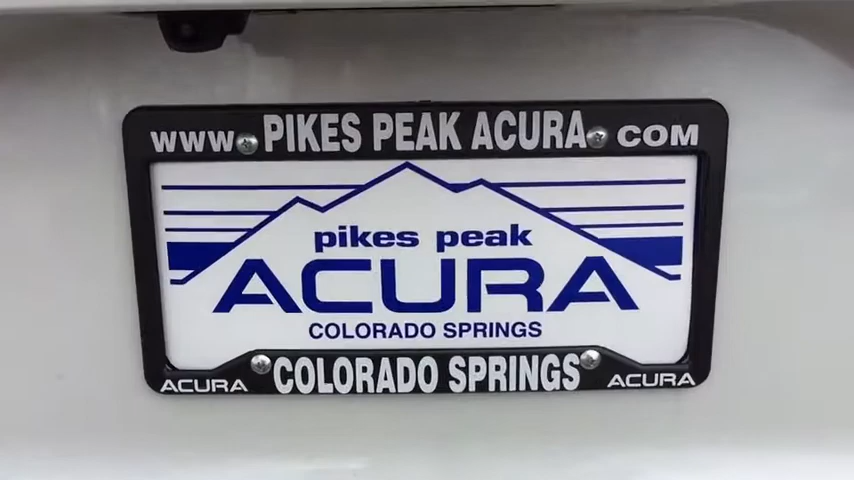 WWW PIKES PEAK ACURA COM
pikes peak
ACURA
COLORADO SPRINGS
ACURA COLORADO SPRINGS ACURA